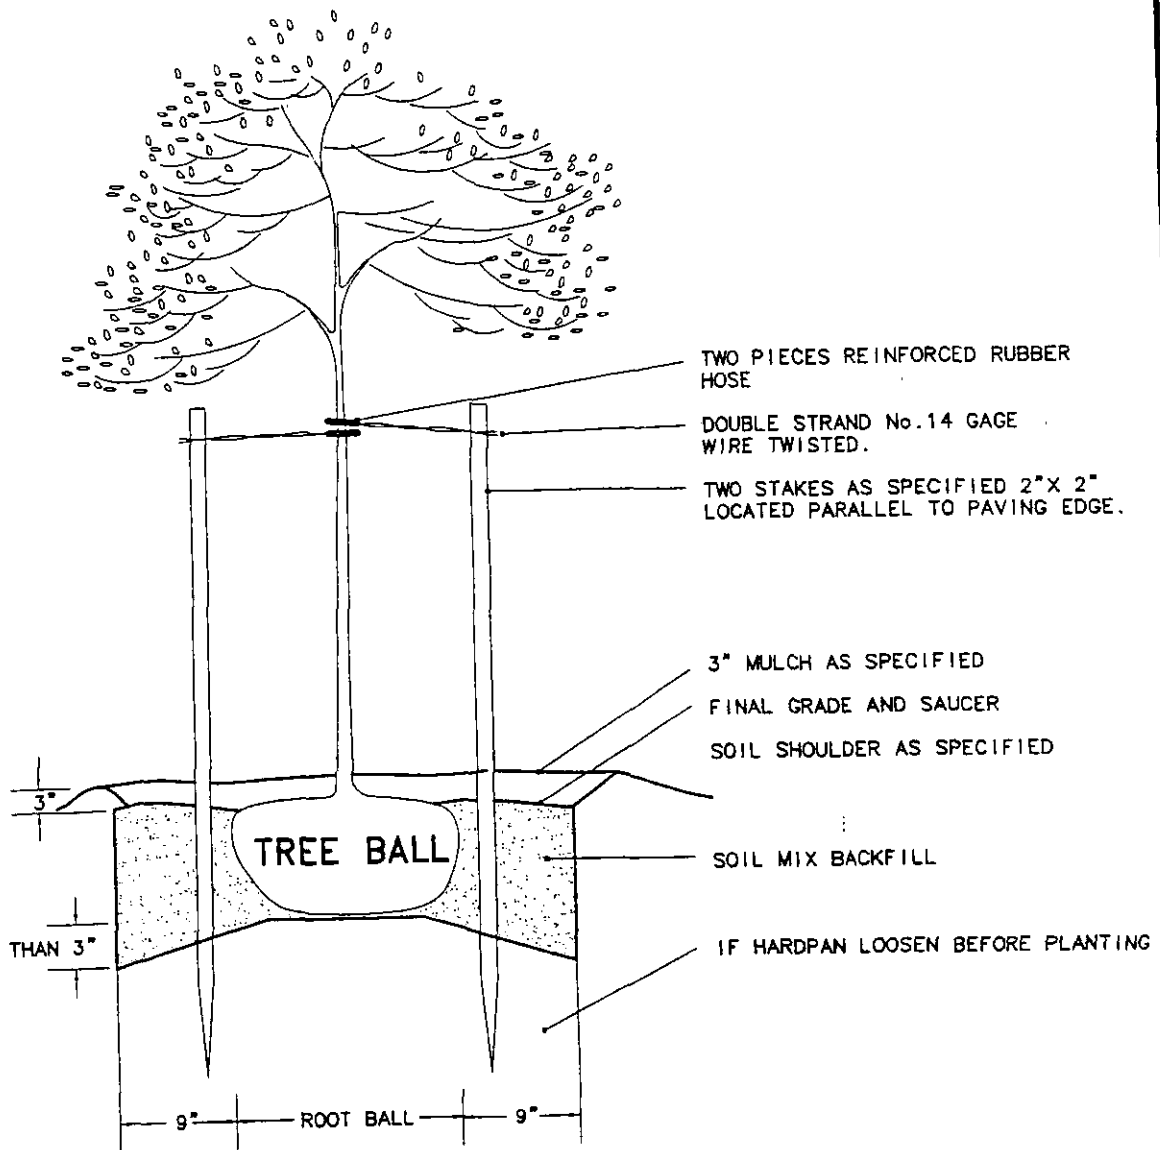 TWO PIECES REINFORCED RUBBER
HOSE
DOUBLE STRAND No.14 GAGE
WIRE TWISTED.
TWO STAKES AS SPECIFIED 2"X 2"
LOCATED PARALLEL TO PAVING EDGE.
3" MULCH AS SPECIFIED
FINAL GRADE AND SAUCER
SOIL SHOULDER AS SPECIFIED
3"
TREE BALL
SOIL MIX BACKFILL
THAN 3"
IF HARDPAN LOOSEN BEFORE PLANTING
9" ROOT BALL 9"